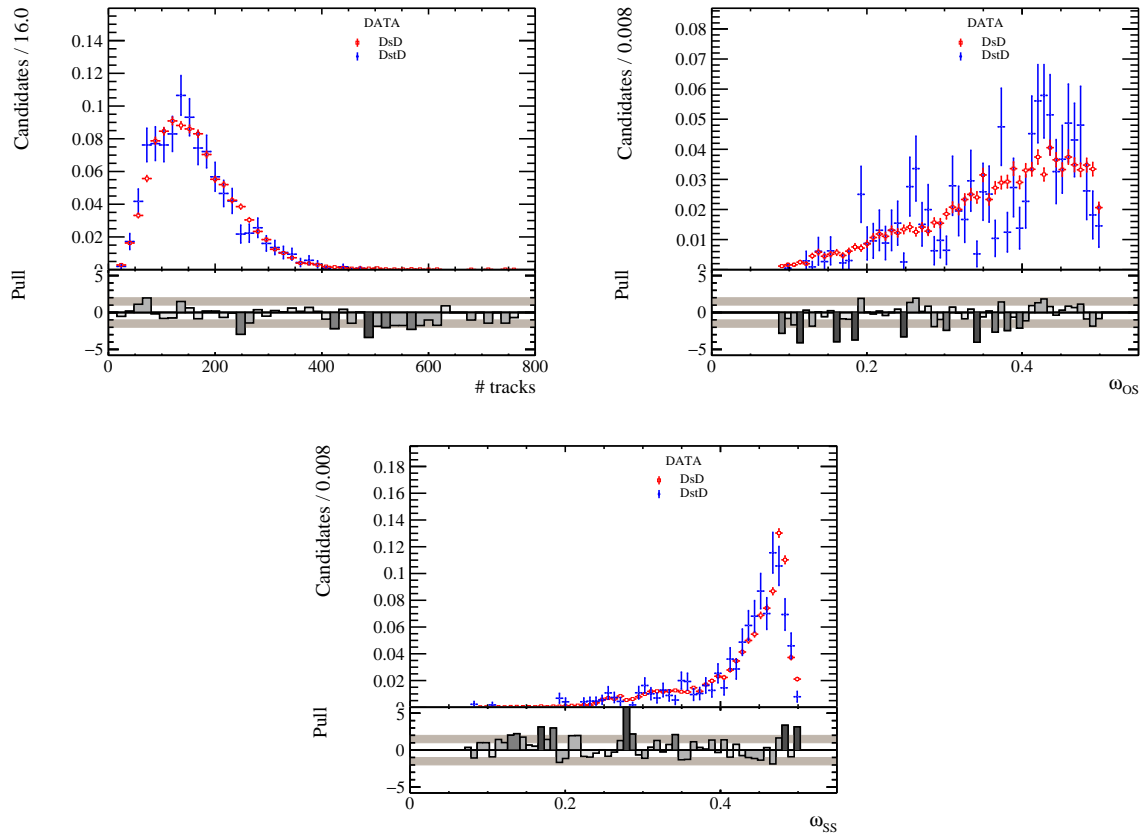 Candidates / 16.0
0.14
0.12
0.1
0.08
0.06
0.04
0.02
DATA
DsD
DstD
Pull
5
0
−5
0 200 400 600 800
# tracks
Candidates / 0.008
0.08
0.07
0.06
0.05
0.04
0.03
0.02
0.01
DATA
DsD
DstD
Pull
5
0
−5
0 0.2 0.4
ωOS
Candidates / 0.008
0.18
0.16
0.14
0.12
0.1
0.08
0.06
0.04
0.02
DATA
DsD
DstD
Pull
5
0
−5
0 0.2 0.4
ωSS